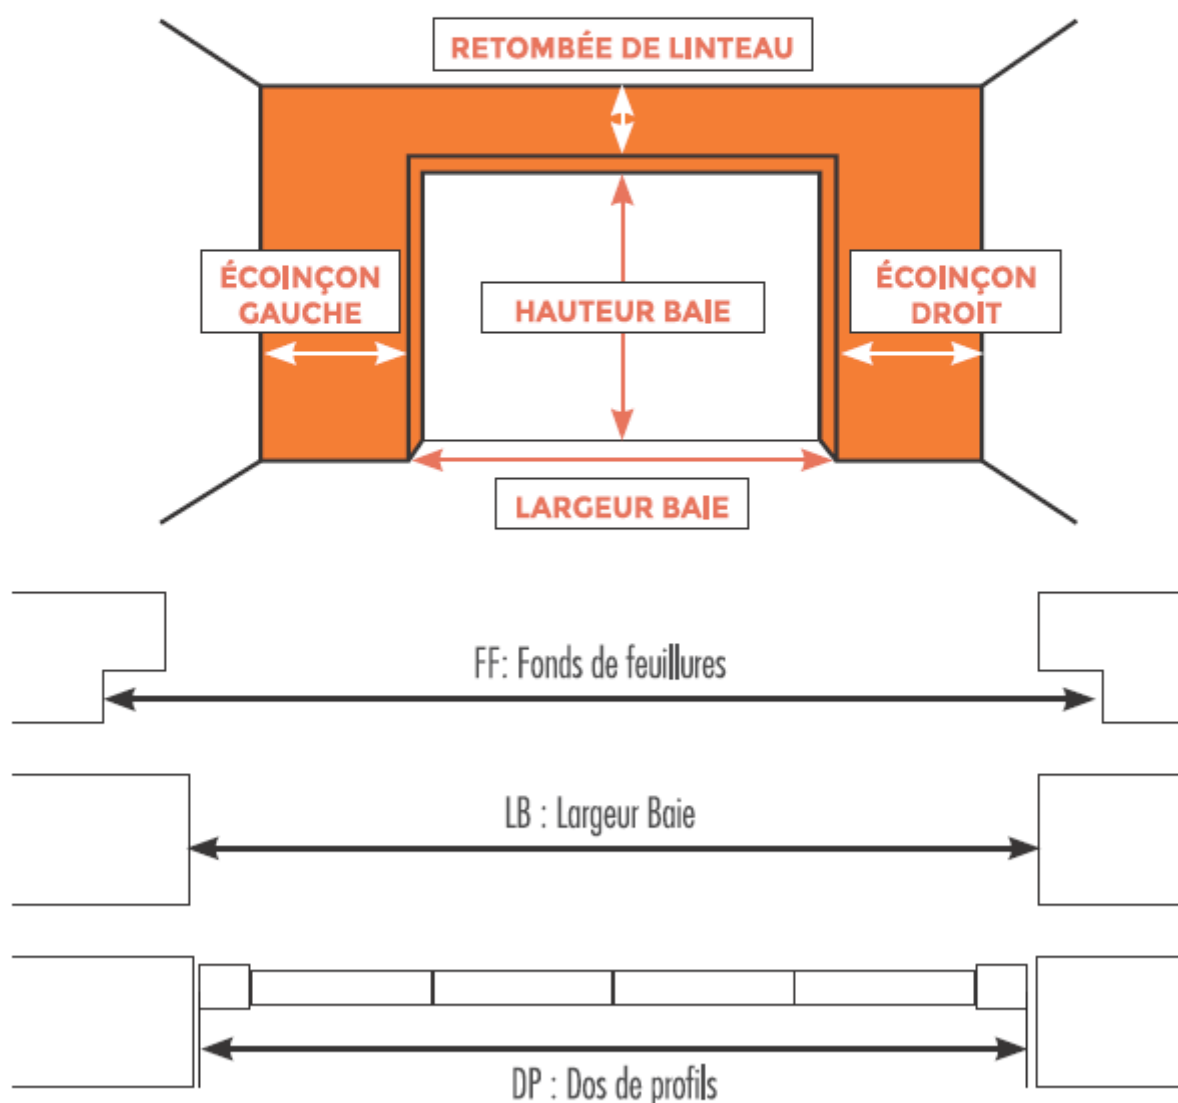 RETOMBÉE DE LINTEAU
ÉCOINÇON
GAUCHE
HAUTEUR BAIE
ÉCOINÇON
DROIT
LARGEUR BAIE
FF: Fonds de feuillures
LB : Largeur Baie
DP : Dos de profils